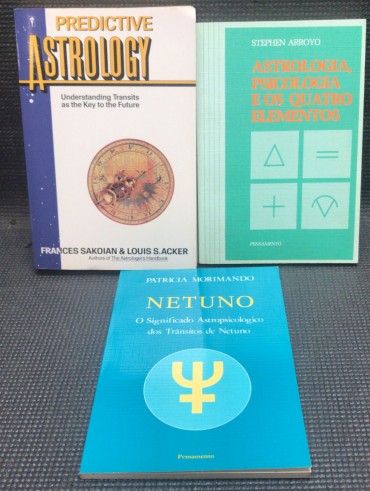 PREDICTIVE
ASTROLOGY
Understanding Transits
as the Key to the Future
FRANCES SAKOIAN & LOUIS S. ACKER
Authors of The Astrologer's Handbook
STEPHEN ARROYO
ASTROLOGIA,
PSICOLOGIA
E OS QUATRO
ELEMENTOS
PENSAMENTO
PATRICIA MORIMANDO
NETUNO
O Significado Astropsicológico
dos Trânsitos de Netuno
Pensamento